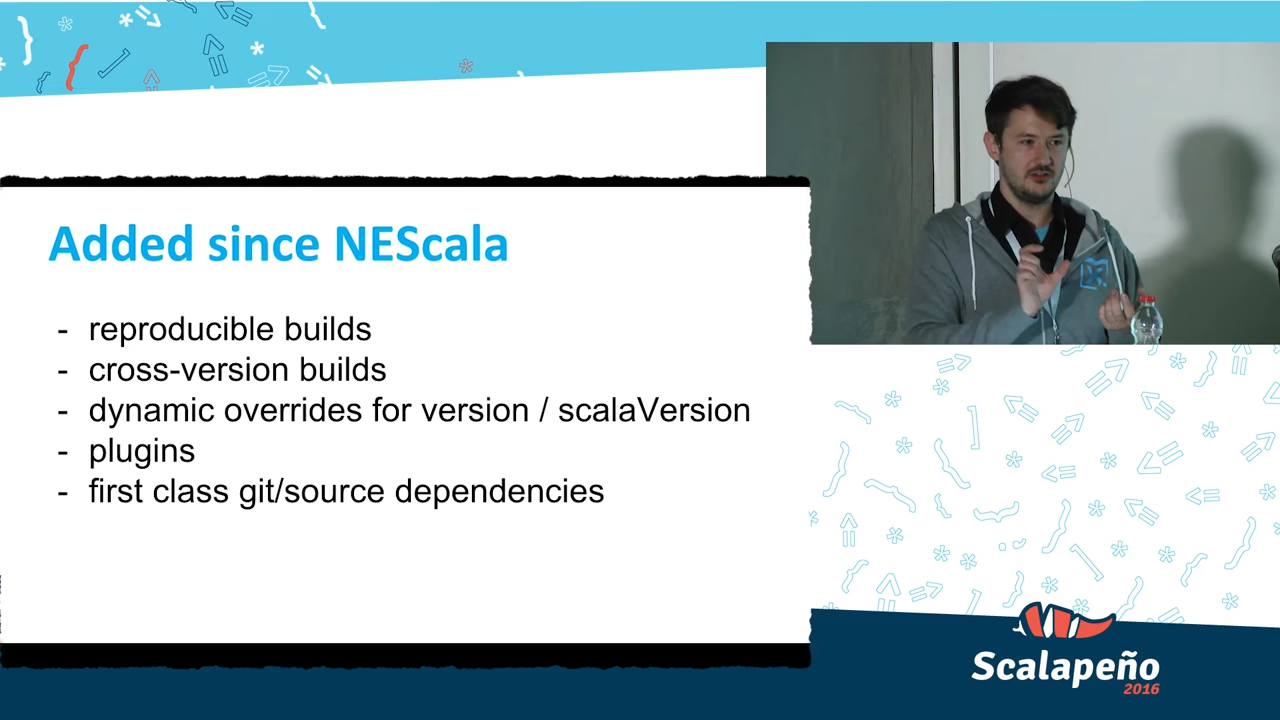 Added since NEScala
- reproducible builds
- cross-version builds
- dynamic overrides for version / scalaVersion
- plugins
- first class git/source dependencies
Scalapeño
2016